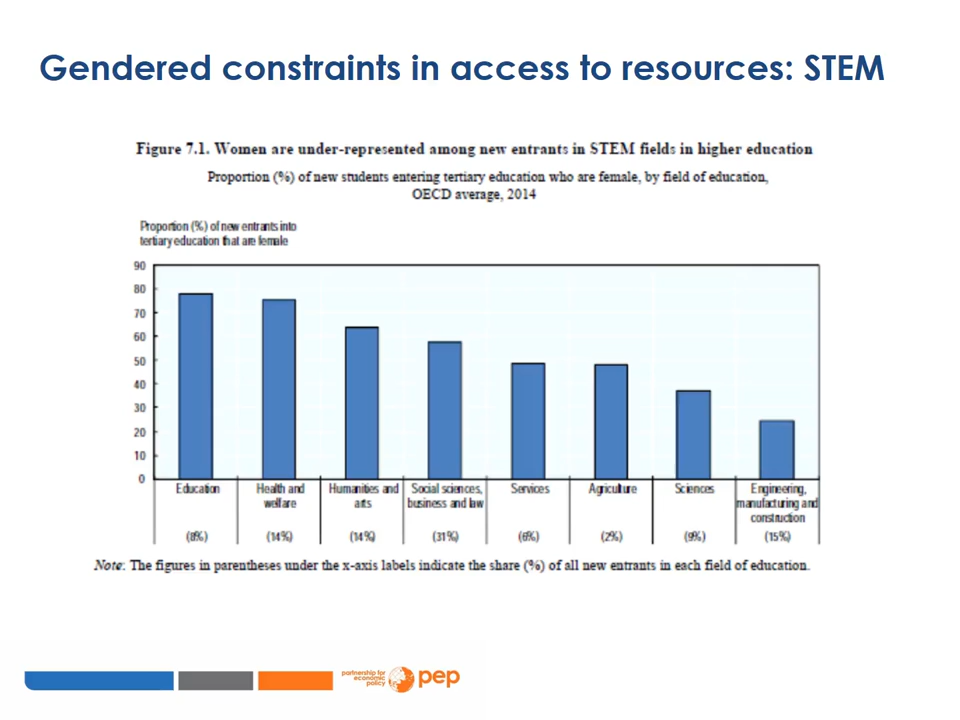 Gendered constraints in access to resources: STEM
Figure 7.1. Women are under-represented among new entrants in STEM fields in higher education
Proportion (%) of new students entering tertiary education who are female, by field of education,
OECD average, 2014
Proportion (%) of new entrants into
tertiary education that are female
90
80
70
60
50
40
30
20
10
0
Education
(8%)
Health and
welfare
(14%)
Humanities and
arts
(14%)
Social sciences,
business and law
(31%)
Services
(6%)
Agriculture
(2%)
Sciences
(9%)
Engineering,
manufacturing and
construction
(15%)
Note: The figures in parentheses under the x-axis labels indicate the share (%) of all new entrants in each field of education.
partnership for
economic
policy
pep